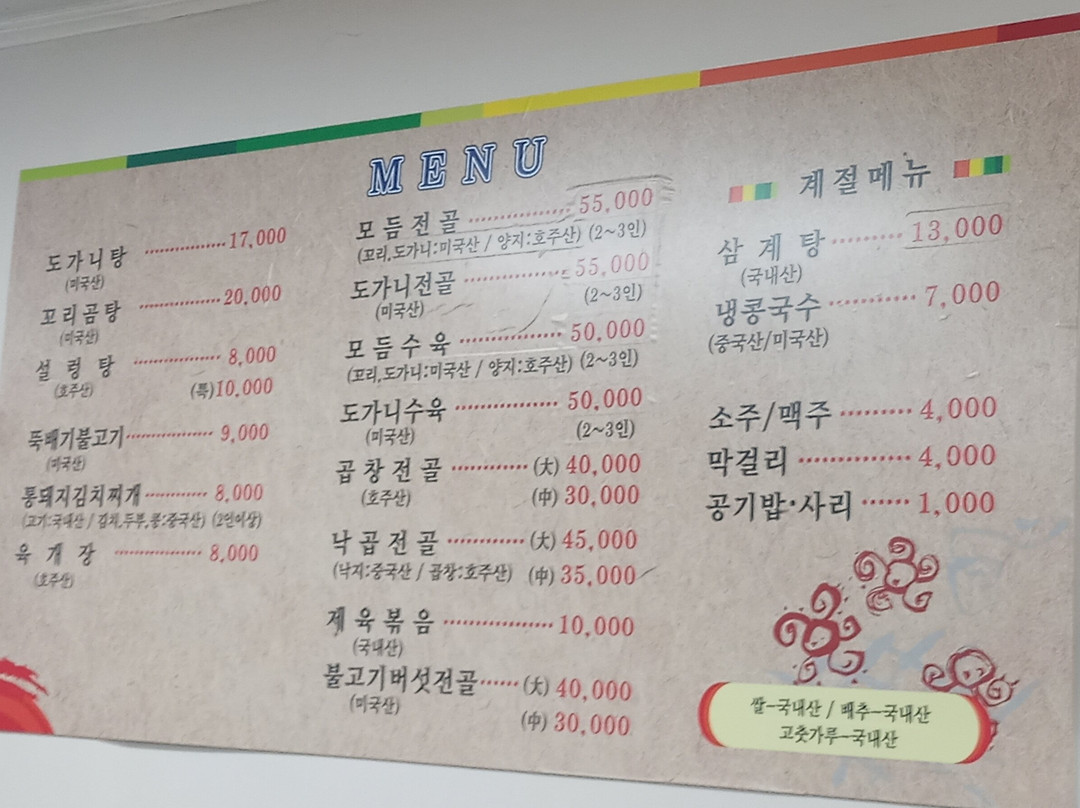 MENU
도가니탕 17,000
(미국산)
꼬리곰탕 20,000
(미국산)
설렁탕 8,000
(호주산) (특)10,000
뚝배기불고기 9,000
(미국산)
통돼지김치찌개 8,000
(고기:국내산 / 김치,두부,콩:중국산) (2인이상)
육개장 8,000
(호주산)
모듬전골 55,000
(꼬리,도가니:미국산 / 양지:호주산) (2~3인)
도가니전골 55,000
(미국산) (2~3인)
모듬수육 50,000
(꼬리,도가니:미국산 / 양지:호주산) (2~3인)
도가니수육 50,000
(미국산) (2~3인)
곱창전골 (大) 40,000
(호주산) (中) 30,000
낙곱전골 (大) 45,000
(낙지:중국산 / 곱창:호주산) (中) 35,000
제육볶음 10,000
(국내산)
불고기버섯전골 (大) 40,000
(미국산) (中) 30,000
계절메뉴
삼계탕 13,000
(국내산)
냉콩국수 7,000
(중국산/미국산)
소주/맥주 4,000
막걸리 4,000
공기밥·사리 1,000
쌀-국내산 / 배추-국내산
고춧가루-국내산